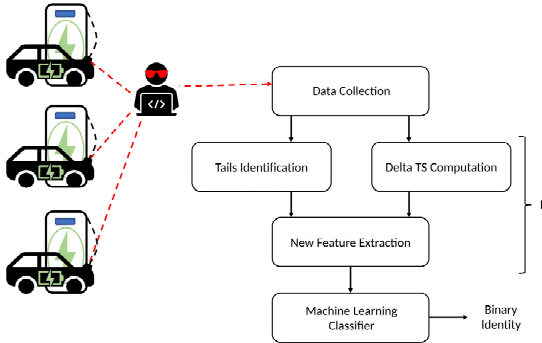 Data Collection
Tails Identification
Delta TS Computation
New Feature Extraction
Machine Learning
Classifier
Binary
Identity